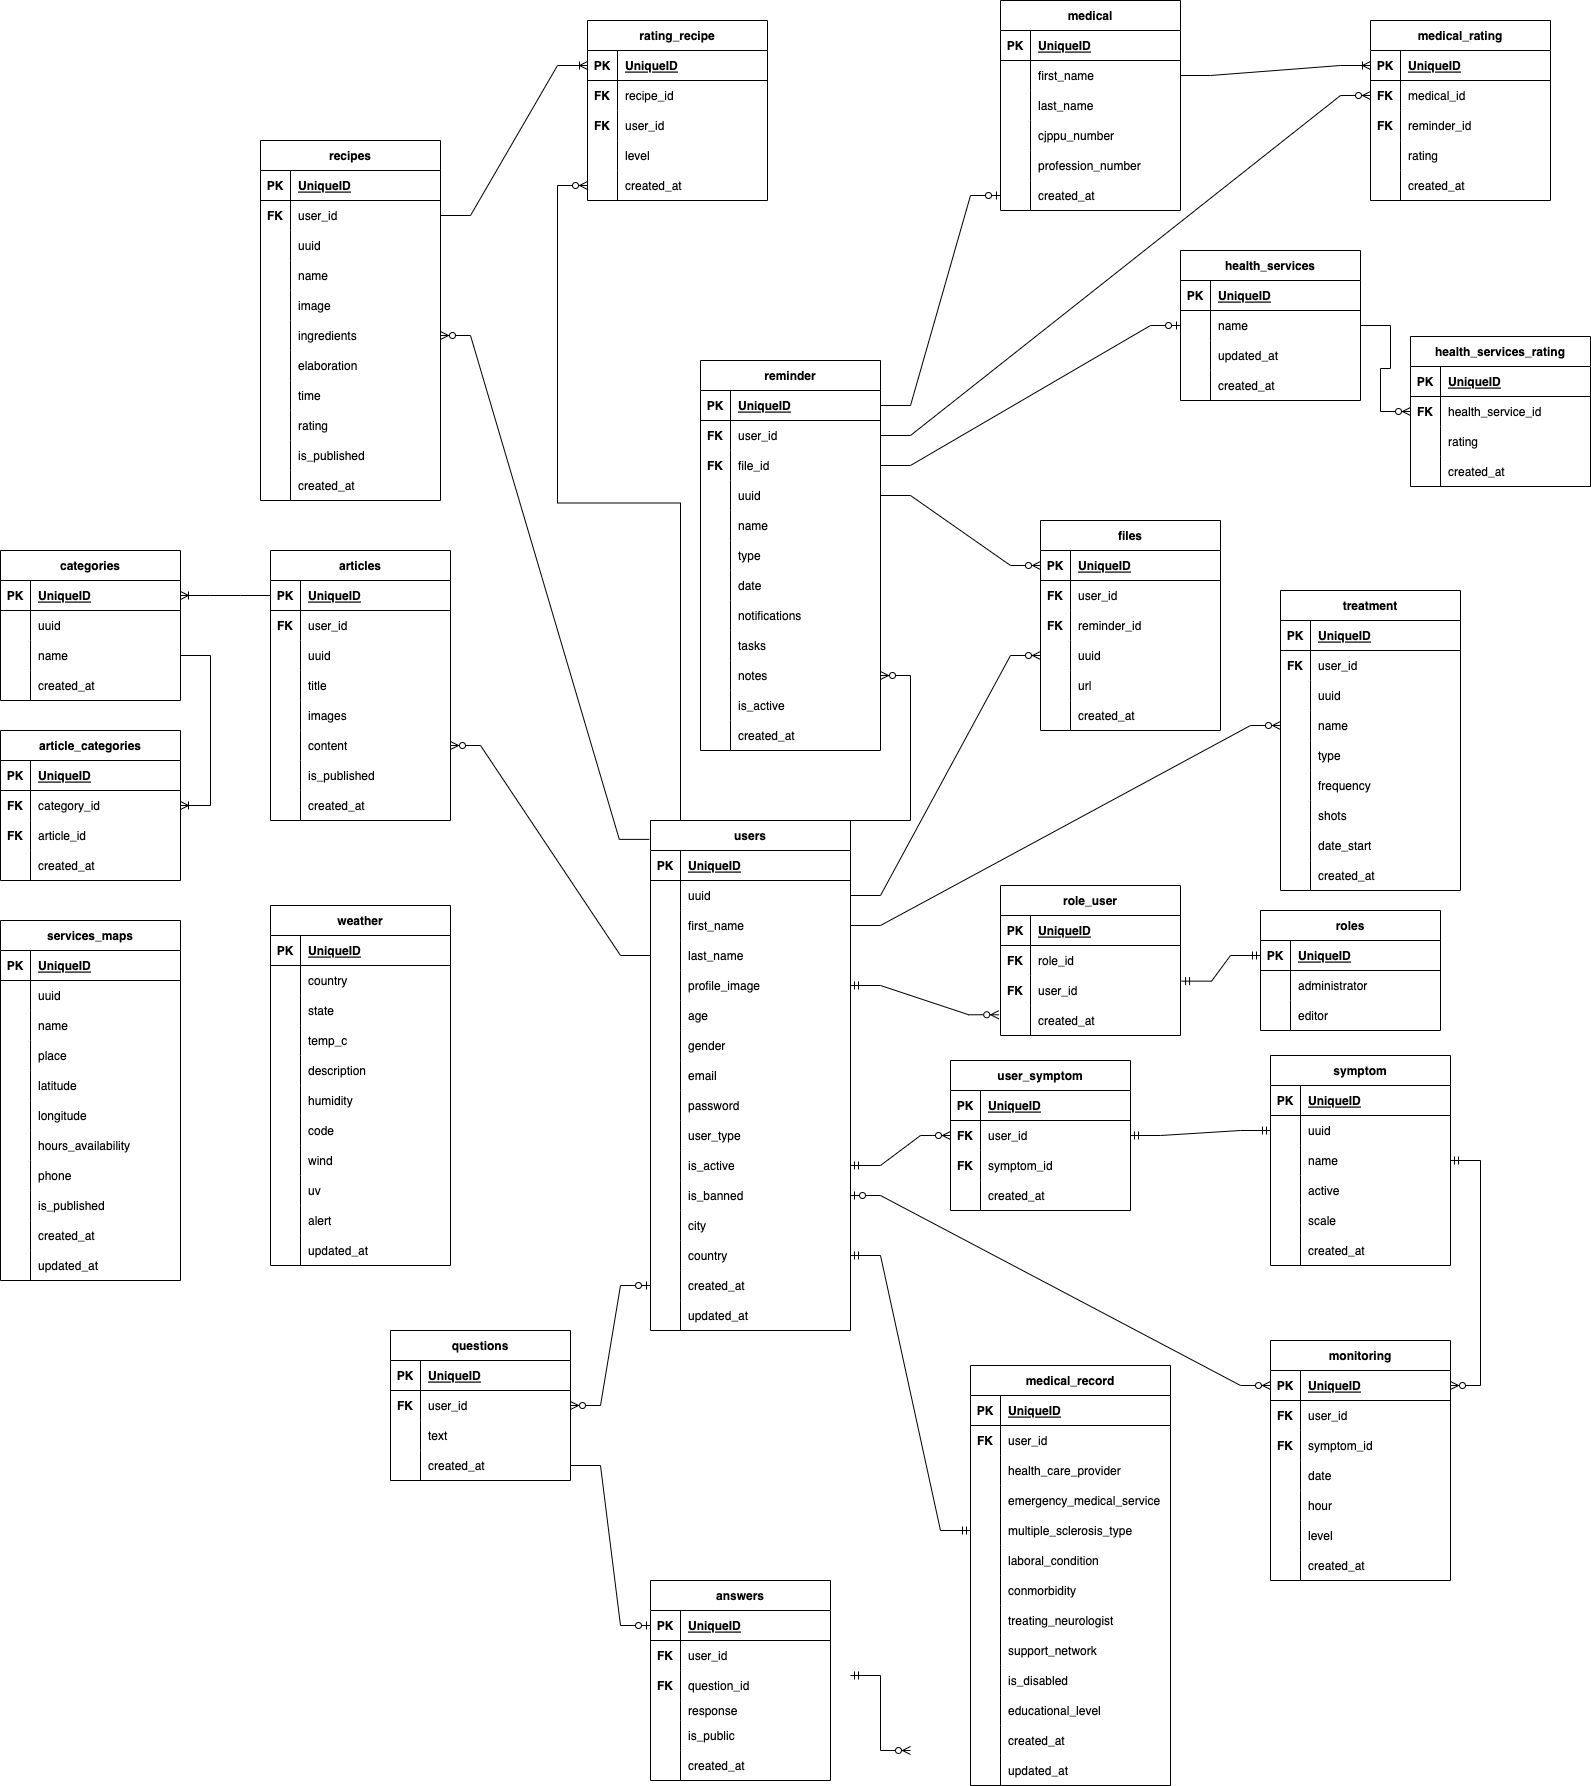 rating_recipe
PK UniqueID
FK recipe_id
FK user_id
level
created_at
medical
PK UniqueID
first_name
last_name
cjppu_number
profession_number
created_at
medical_rating
PK UniqueID
FK medical_id
FK reminder_id
rating
created_at
recipes
PK UniqueID
FK user_id
uuid
name
image
ingredients
elaboration
time
rating
is_published
created_at
health_services
PK UniqueID
name
updated_at
created_at
health_services_rating
PK UniqueID
FK health_service_id
rating
created_at
reminder
PK UniqueID
FK user_id
FK file_id
uuid
name
type
date
notifications
tasks
notes
is_active
created_at
files
PK UniqueID
FK user_id
FK reminder_id
uuid
url
created_at
categories
PK UniqueID
uuid
name
created_at
articles
PK UniqueID
FK user_id
uuid
title
images
content
is_published
created_at
treatment
PK UniqueID
FK user_id
uuid
name
type
frequency
shots
date_start
created_at
article_categories
PK UniqueID
FK category_id
FK article_id
created_at
users
PK UniqueID
uuid
first_name
last_name
profile_image
age
gender
email
password
user_type
is_active
is_banned
city
country
created_at
updated_at
role_user
PK UniqueID
FK role_id
FK user_id
created_at
roles
PK UniqueID
administrator
editor
services_maps
PK UniqueID
uuid
name
place
latitude
longitude
hours_availability
phone
is_published
created_at
updated_at
weather
PK UniqueID
country
state
temp_c
description
humidity
code
wind
uv
alert
updated_at
user_symptom
PK UniqueID
FK user_id
FK symptom_id
created_at
symptom
PK UniqueID
uuid
name
active
scale
created_at
questions
PK UniqueID
FK user_id
text
created_at
medical_record
PK UniqueID
FK user_id
health_care_provider
emergency_medical_service
multiple_sclerosis_type
laboral_condition
conmorbidity
treating_neurologist
support_network
is_disabled
educational_level
created_at
updated_at
monitoring
PK UniqueID
FK user_id
FK symptom_id
date
hour
level
created_at
answers
PK UniqueID
FK user_id
FK question_id
response
is_public
created_at